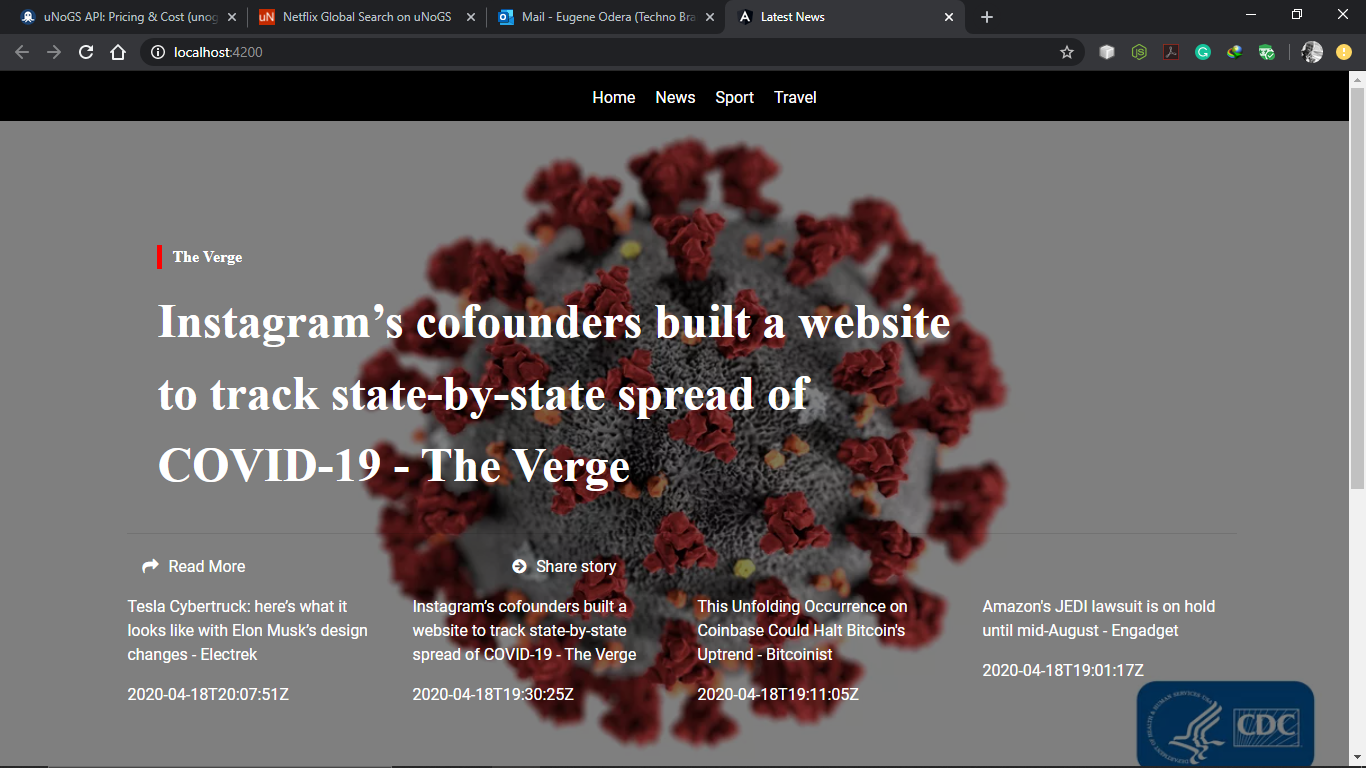 uNoGS API: Pricing & Cost (unog
Netflix Global Search on uNoGS
Mail - Eugene Odera (Techno Bra
Latest News
localhost:4200
Home News Sport Travel
The Verge
Instagram’s cofounders built a website
to track state-by-state spread of
COVID-19 - The Verge
Read More
Share story
Tesla Cybertruck: here’s what it
looks like with Elon Musk’s design
changes - Electrek
2020-04-18T20:07:51Z
Instagram’s cofounders built a
website to track state-by-state
spread of COVID-19 - The Verge
2020-04-18T19:30:25Z
This Unfolding Occurrence on
Coinbase Could Halt Bitcoin's
Uptrend - Bitcoinist
2020-04-18T19:11:05Z
Amazon's JEDI lawsuit is on hold
until mid-August - Engadget
2020-04-18T19:01:17Z
CDC